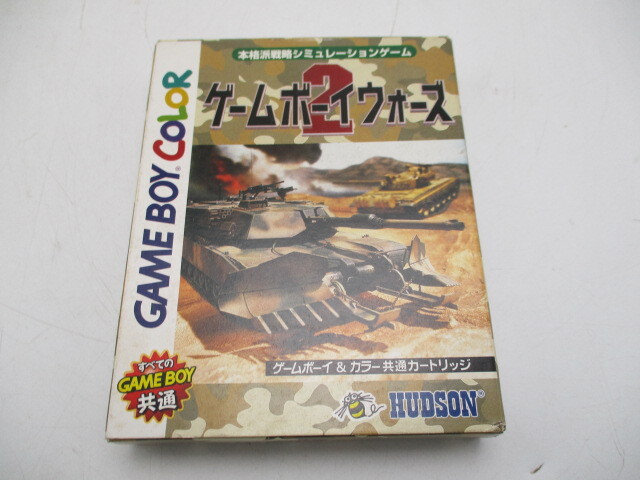 本格派戦略シミュレーションゲーム
ゲームボーイウォーズ
2
GAME BOY COLOR
ゲームボーイ & カラー共通カートリッジ
すべての
GAME BOY
共通
HUDSON